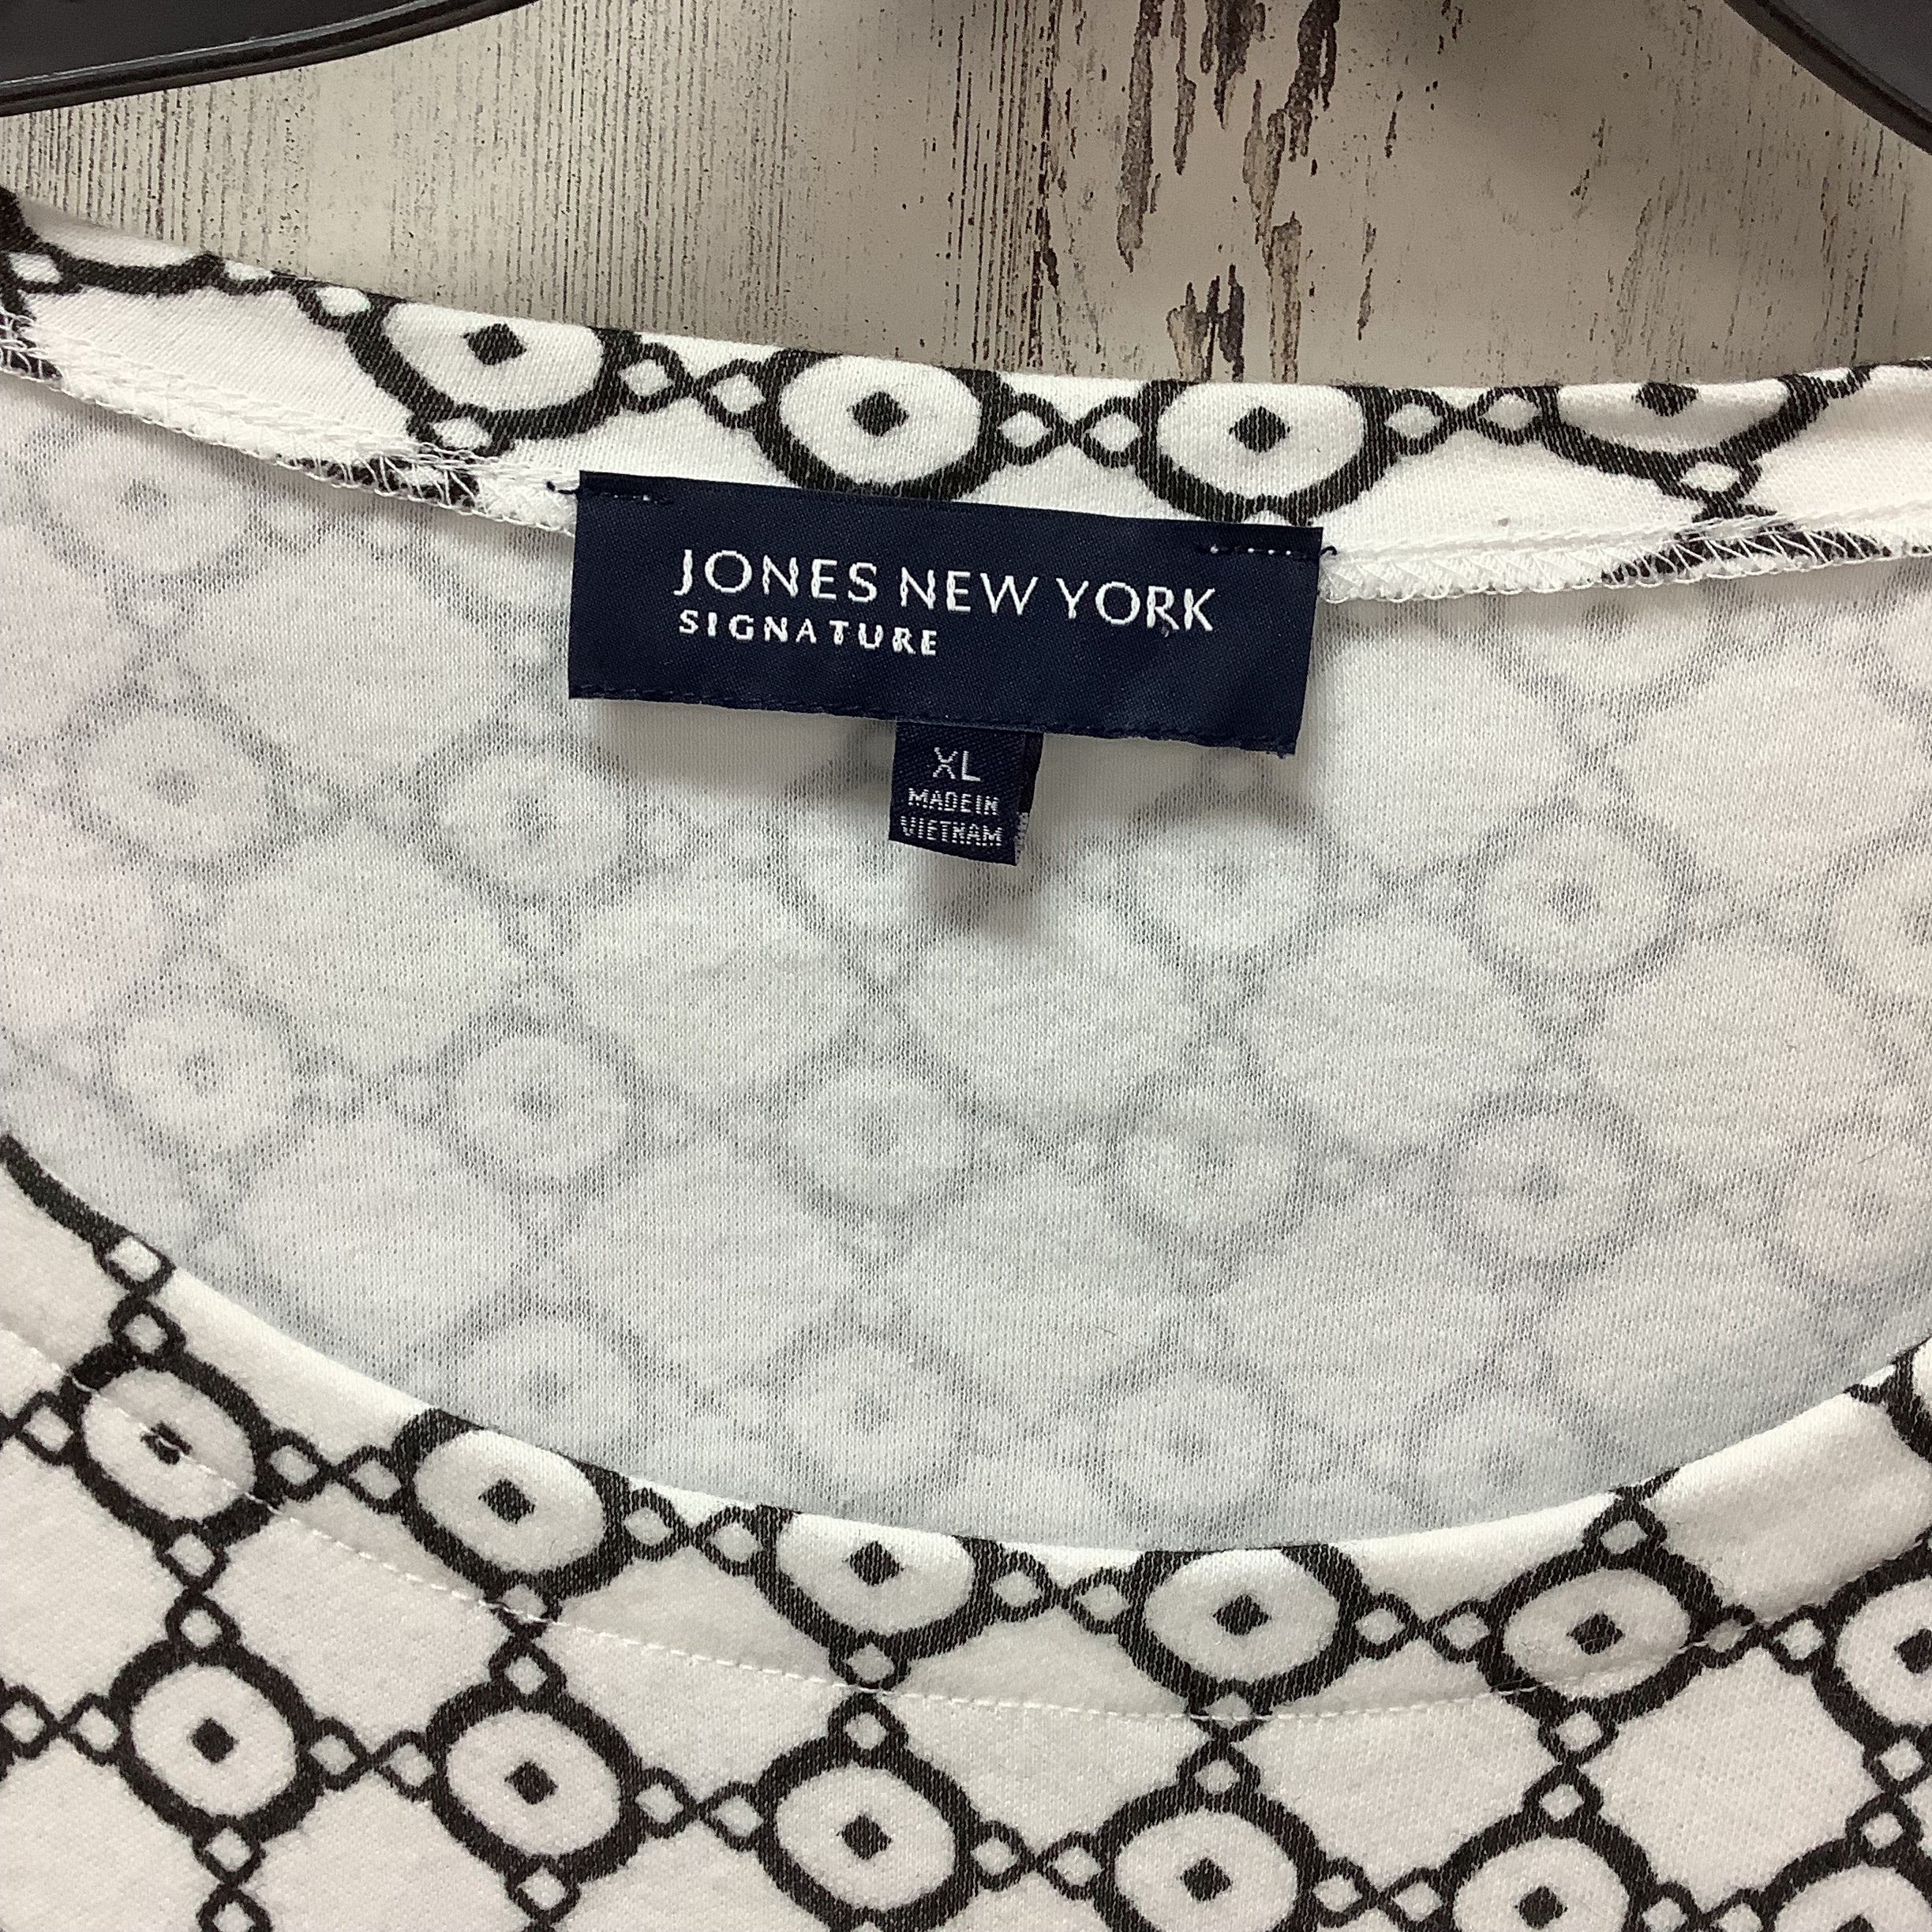 JONES NEW YORK
SIGNATURE
XL
MADE IN
VIETNAM